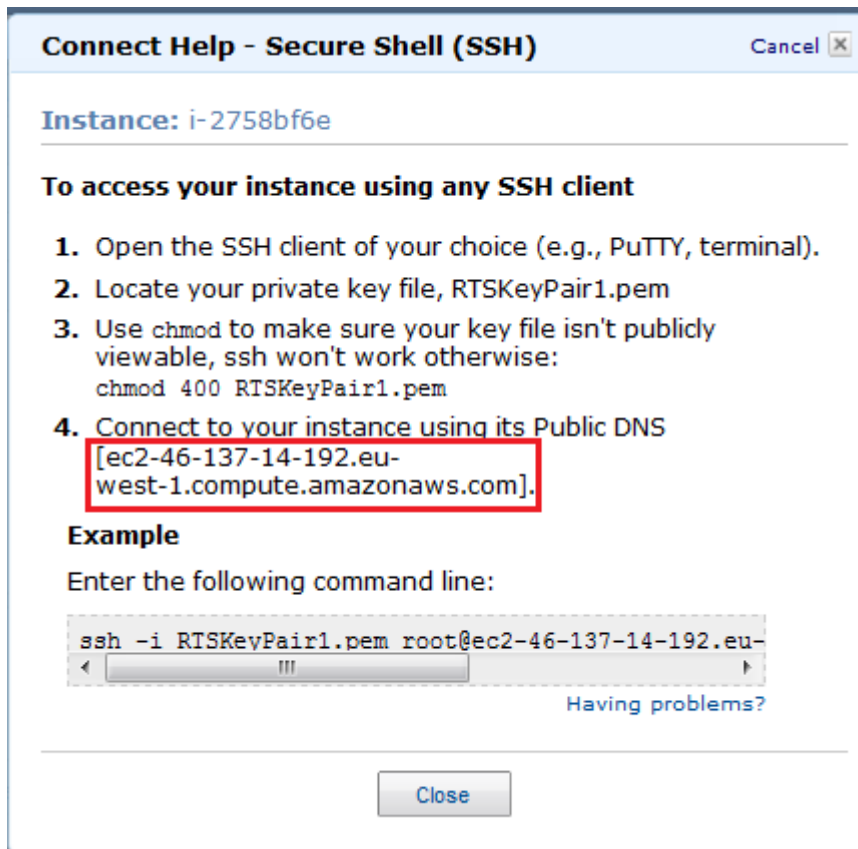 Connect Help - Secure Shell (SSH)
Cancel
Instance: i-2758bf6e
To access your instance using any SSH client
1. Open the SSH client of your choice (e.g., PuTTY, terminal).
2. Locate your private key file, RTSKeyPair1.pem
3. Use chmod to make sure your key file isn't publicly
viewable, ssh won't work otherwise:
chmod 400 RTSKeyPair1.pem
4. Connect to your instance using its Public DNS
[ec2-46-137-14-192.eu-
west-1.compute.amazonaws.com].
Example
Enter the following command line:
ssh -i RTSKeyPair1.pem root@ec2-46-137-14-192.eu-
Having problems?
Close